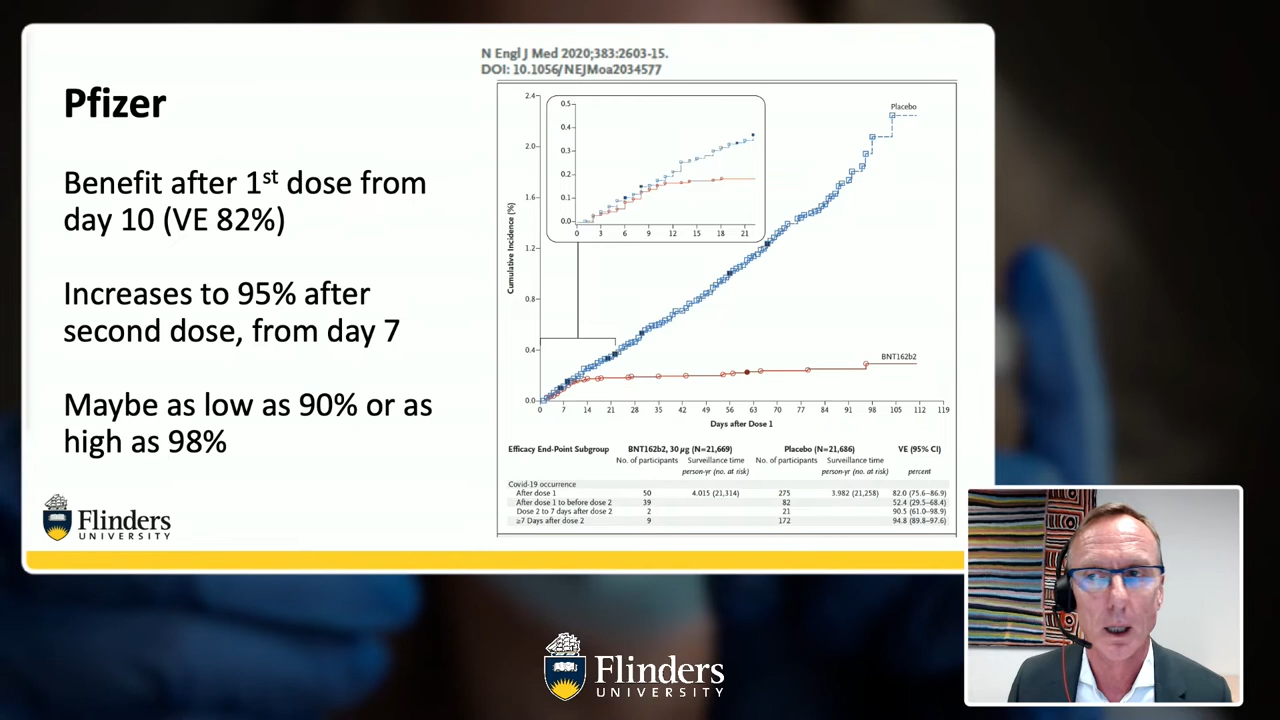 N Engl J Med 2020;383:2603-15.
DOI: 10.1056/NEJMoa2034577
Pfizer
Benefit after 1st dose from
day 10 (VE 82%)
Increases to 95% after
second dose, from day 7
Maybe as low as 90% or as
high as 98%
Flinders
UNIVERSITY
Cumulative Incidence (%)
2.4
2.0
1.6
1.2
0.8
0.4
0.0
0.5
0.4
0.3
0.2
0.1
0.0
0 3 6 9 12 15 18 21
Placebo
BNT162b2
0 7 14 21 28 35 42 49 56 63 70 77 84 91 98 105 112 119
Days after Dose 1
Efficacy End-Point Subgroup BNT162b2, 30 μg (N=21,669) Placebo (N=21,686) VE (95% CI)
No. of participants Surveillance time No. of participants Surveillance time
person-yr (no. at risk) person-yr (no. at risk) percent
Covid-19 occurrence
After dose 1 50 4.015 (21,314) 275 3.982 (21,258) 82.0 (75.6–86.9)
After dose 1 to before dose 2 39 82 52.4 (29.5–68.4)
Dose 2 to 7 days after dose 2 2 21 90.5 (61.0–98.9)
≥7 Days after dose 2 9 172 94.8 (89.8–97.6)
Flinders
UNIVERSITY